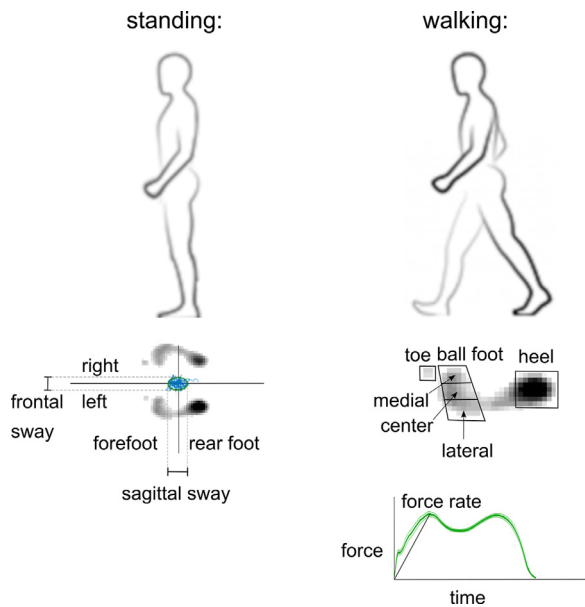 standing:
walking:
right
left
frontal
sway
forefoot
rear foot
sagittal sway
toe
ball foot
heel
medial
center
lateral
force rate
force
time